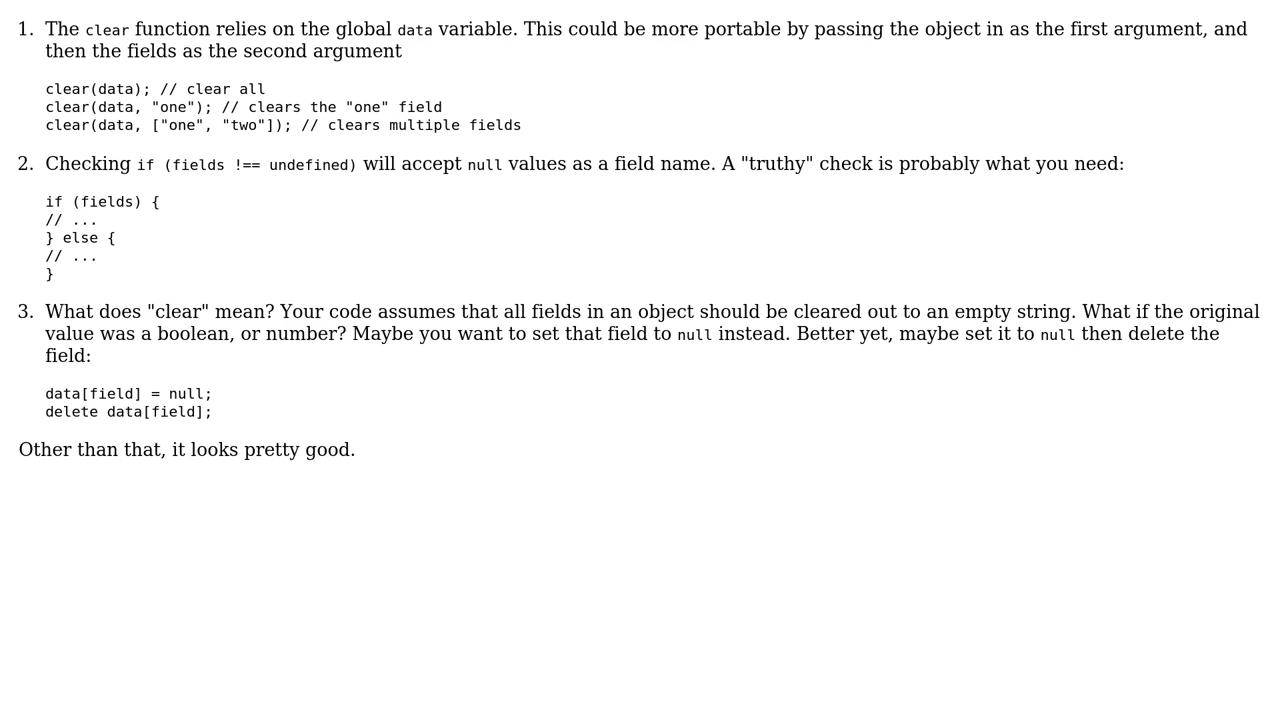 1. The clear function relies on the global data variable. This could be more portable by passing the object in as the first argument, and
then the fields as the second argument
clear(data); // clear all
clear(data, "one"); // clears the "one" field
clear(data, ["one", "two"]); // clears multiple fields
2. Checking if (fields !== undefined) will accept null values as a field name. A "truthy" check is probably what you need:
if (fields) {
// ...
} else {
// ...
}
3. What does "clear" mean? Your code assumes that all fields in an object should be cleared out to an empty string. What if the original
value was a boolean, or number? Maybe you want to set that field to null instead. Better yet, maybe set it to null then delete the
field:
data[field] = null;
delete data[field];
Other than that, it looks pretty good.